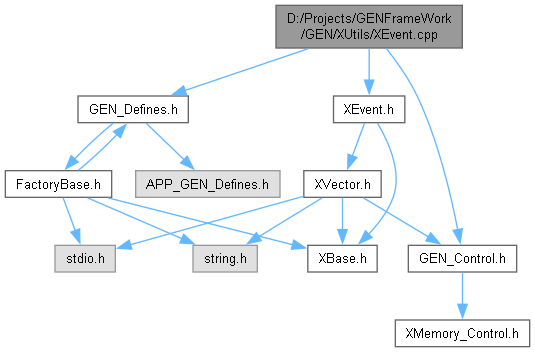 D:/Projects/GENFrameWork
/GEN/XUtils/XEvent.cpp
GEN_Defines.h
XEvent.h
FactoryBase.h
APP_GEN_Defines.h
XVector.h
stdio.h
string.h
XBase.h
GEN_Control.h
XMemory_Control.h